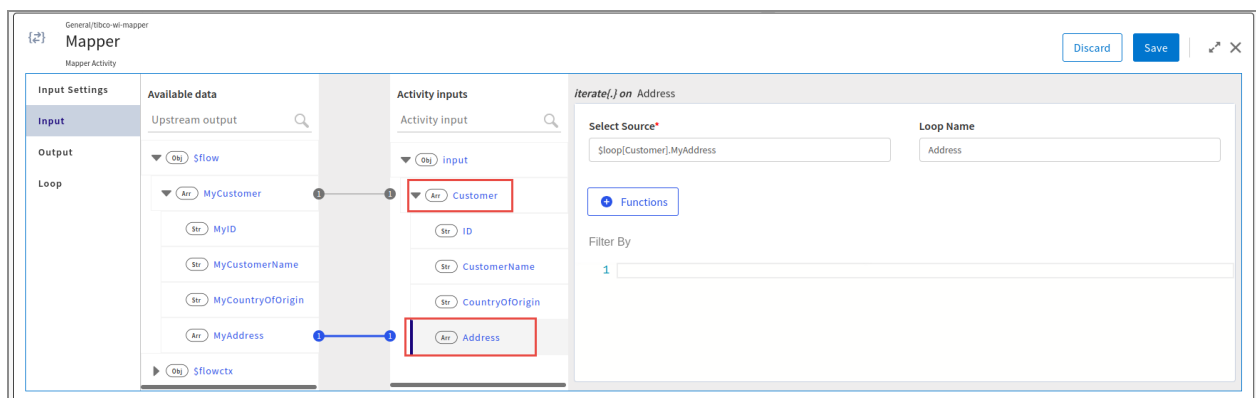 General/tibco-wi-mapper
Mapper
Mapper Activity
Discard
Save
Input Settings
Input
Output
Loop
Available data
Upstream output
Obj $flow
Arr MyCustomer 1
Str MyID
Str MyCustomerName
Str MyCountryOfOrigin
Arr MyAddress 1
Obj $flowctx
Activity inputs
Activity input
Obj input
1 Arr Customer
Str ID
Str CustomerName
Str CountryOfOrigin
1 Arr Address
iterate{.} on Address
Select Source*
$loop[Customer].MyAddress
Loop Name
Address
Functions
Filter By
1